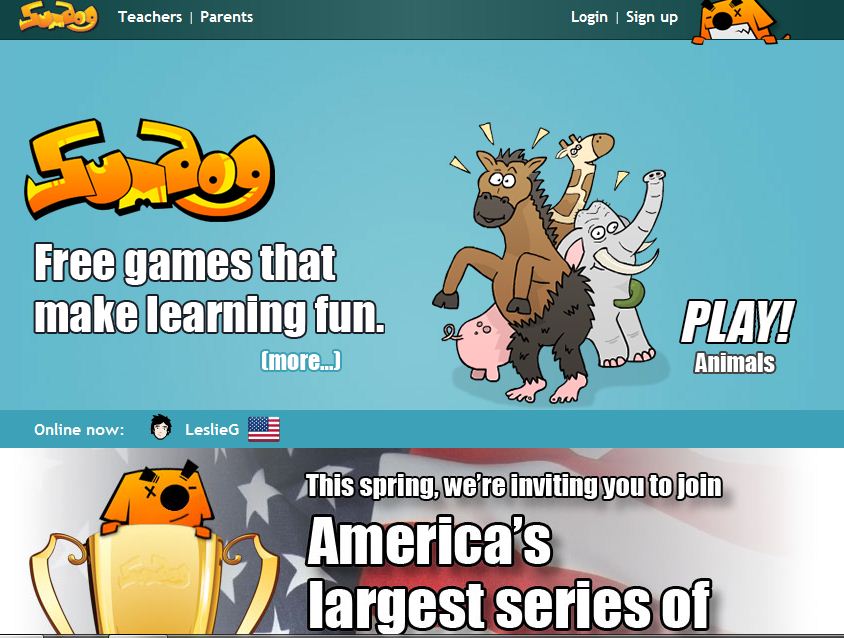 Sumdog Teachers | Parents Login | Sign up
Sumdog
Free games that
make learning fun.
(more...)
PLAY!
Animals
Online now: LeslieG
This spring, we're inviting you to join
America's
largest series of
Sumdog